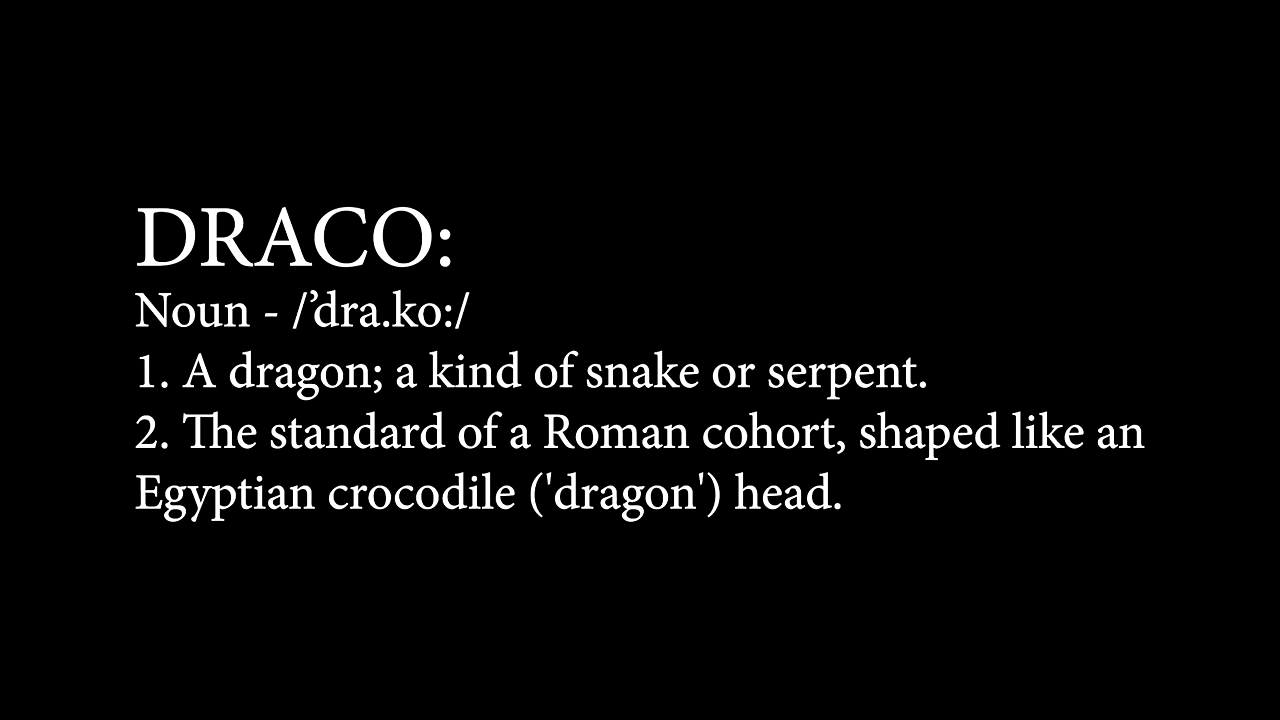 DRACO:
Noun - /’dra.ko:/
1. A dragon; a kind of snake or serpent.
2. The standard of a Roman cohort, shaped like an
Egyptian crocodile ('dragon') head.